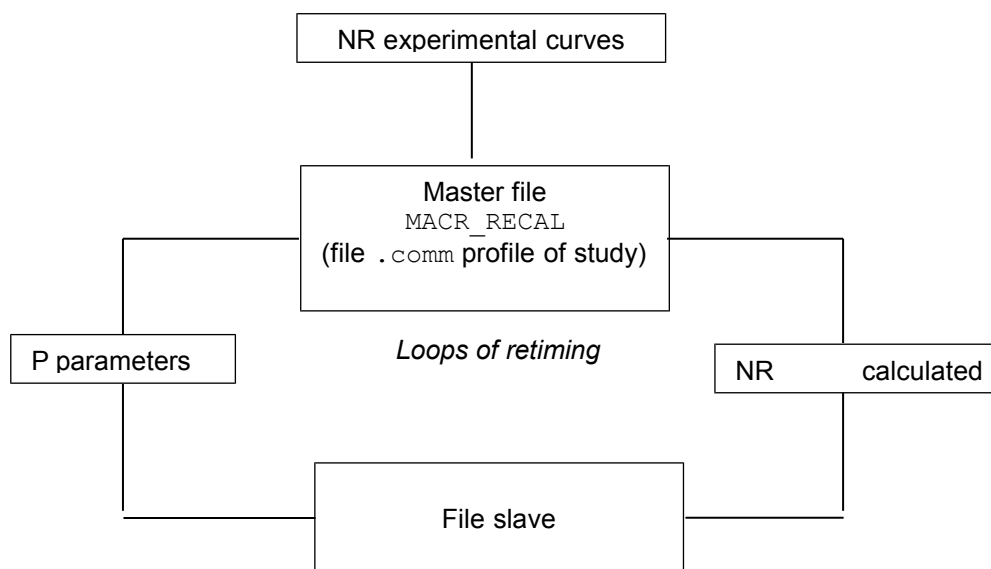 NR experimental curves
Master file
MACR_RECAL
(file .comm profile of study)
P parameters
Loops of retiming
NR calculated
File slave